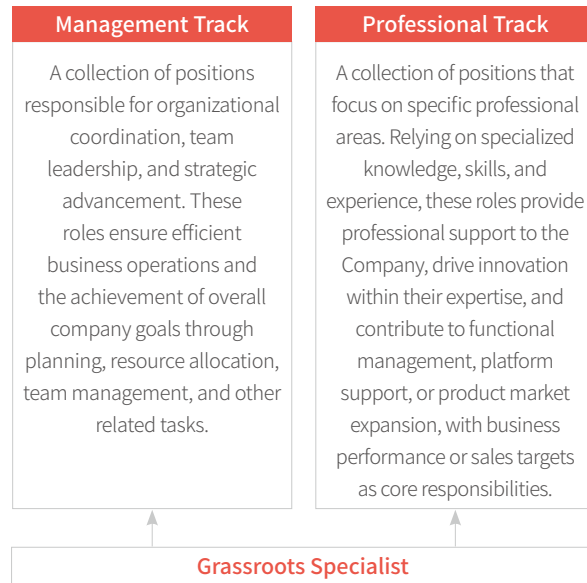 Management Track
A collection of positions
responsible for organizational
coordination, team
leadership, and strategic
advancement. These
roles ensure efficient
business operations and
the achievement of overall
company goals through
planning, resource allocation,
team management, and other
related tasks.
Professional Track
A collection of positions that
focus on specific professional
areas. Relying on specialized
knowledge, skills, and
experience, these roles provide
professional support to the
Company, drive innovation
within their expertise, and
contribute to functional
management, platform
support, or product market
expansion, with business
performance or sales targets
as core responsibilities.
Grassroots Specialist